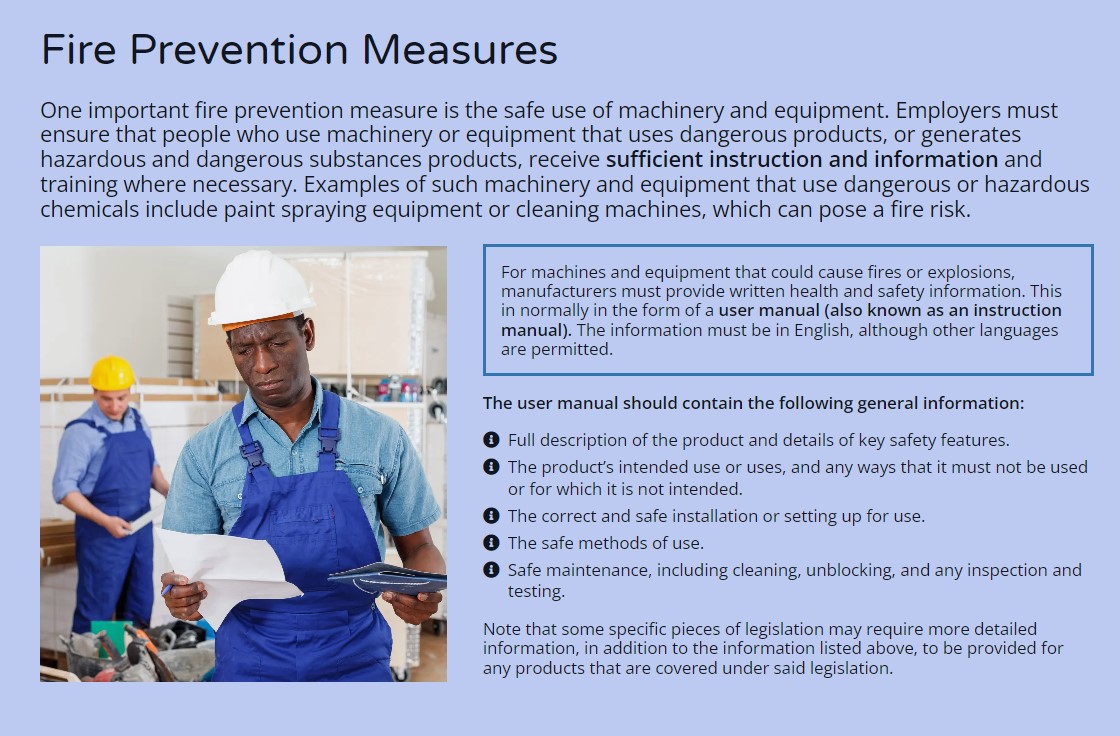 Fire Prevention Measures
One important fire prevention measure is the safe use of machinery and equipment. Employers must
ensure that people who use machinery or equipment that uses dangerous products, or generates
hazardous and dangerous substances products, receive sufficient instruction and information and
training where necessary. Examples of such machinery and equipment that use dangerous or hazardous
chemicals include paint spraying equipment or cleaning machines, which can pose a fire risk.
For machines and equipment that could cause fires or explosions,
manufacturers must provide written health and safety information. This
in normally in the form of a user manual (also known as an instruction
manual). The information must be in English, although other languages
are permitted.
The user manual should contain the following general information:
Full description of the product and details of key safety features.
The product’s intended use or uses, and any ways that it must not be used
or for which it is not intended.
The correct and safe installation or setting up for use.
The safe methods of use.
Safe maintenance, including cleaning, unblocking, and any inspection and
testing.
Note that some specific pieces of legislation may require more detailed
information, in addition to the information listed above, to be provided for
any products that are covered under said legislation.